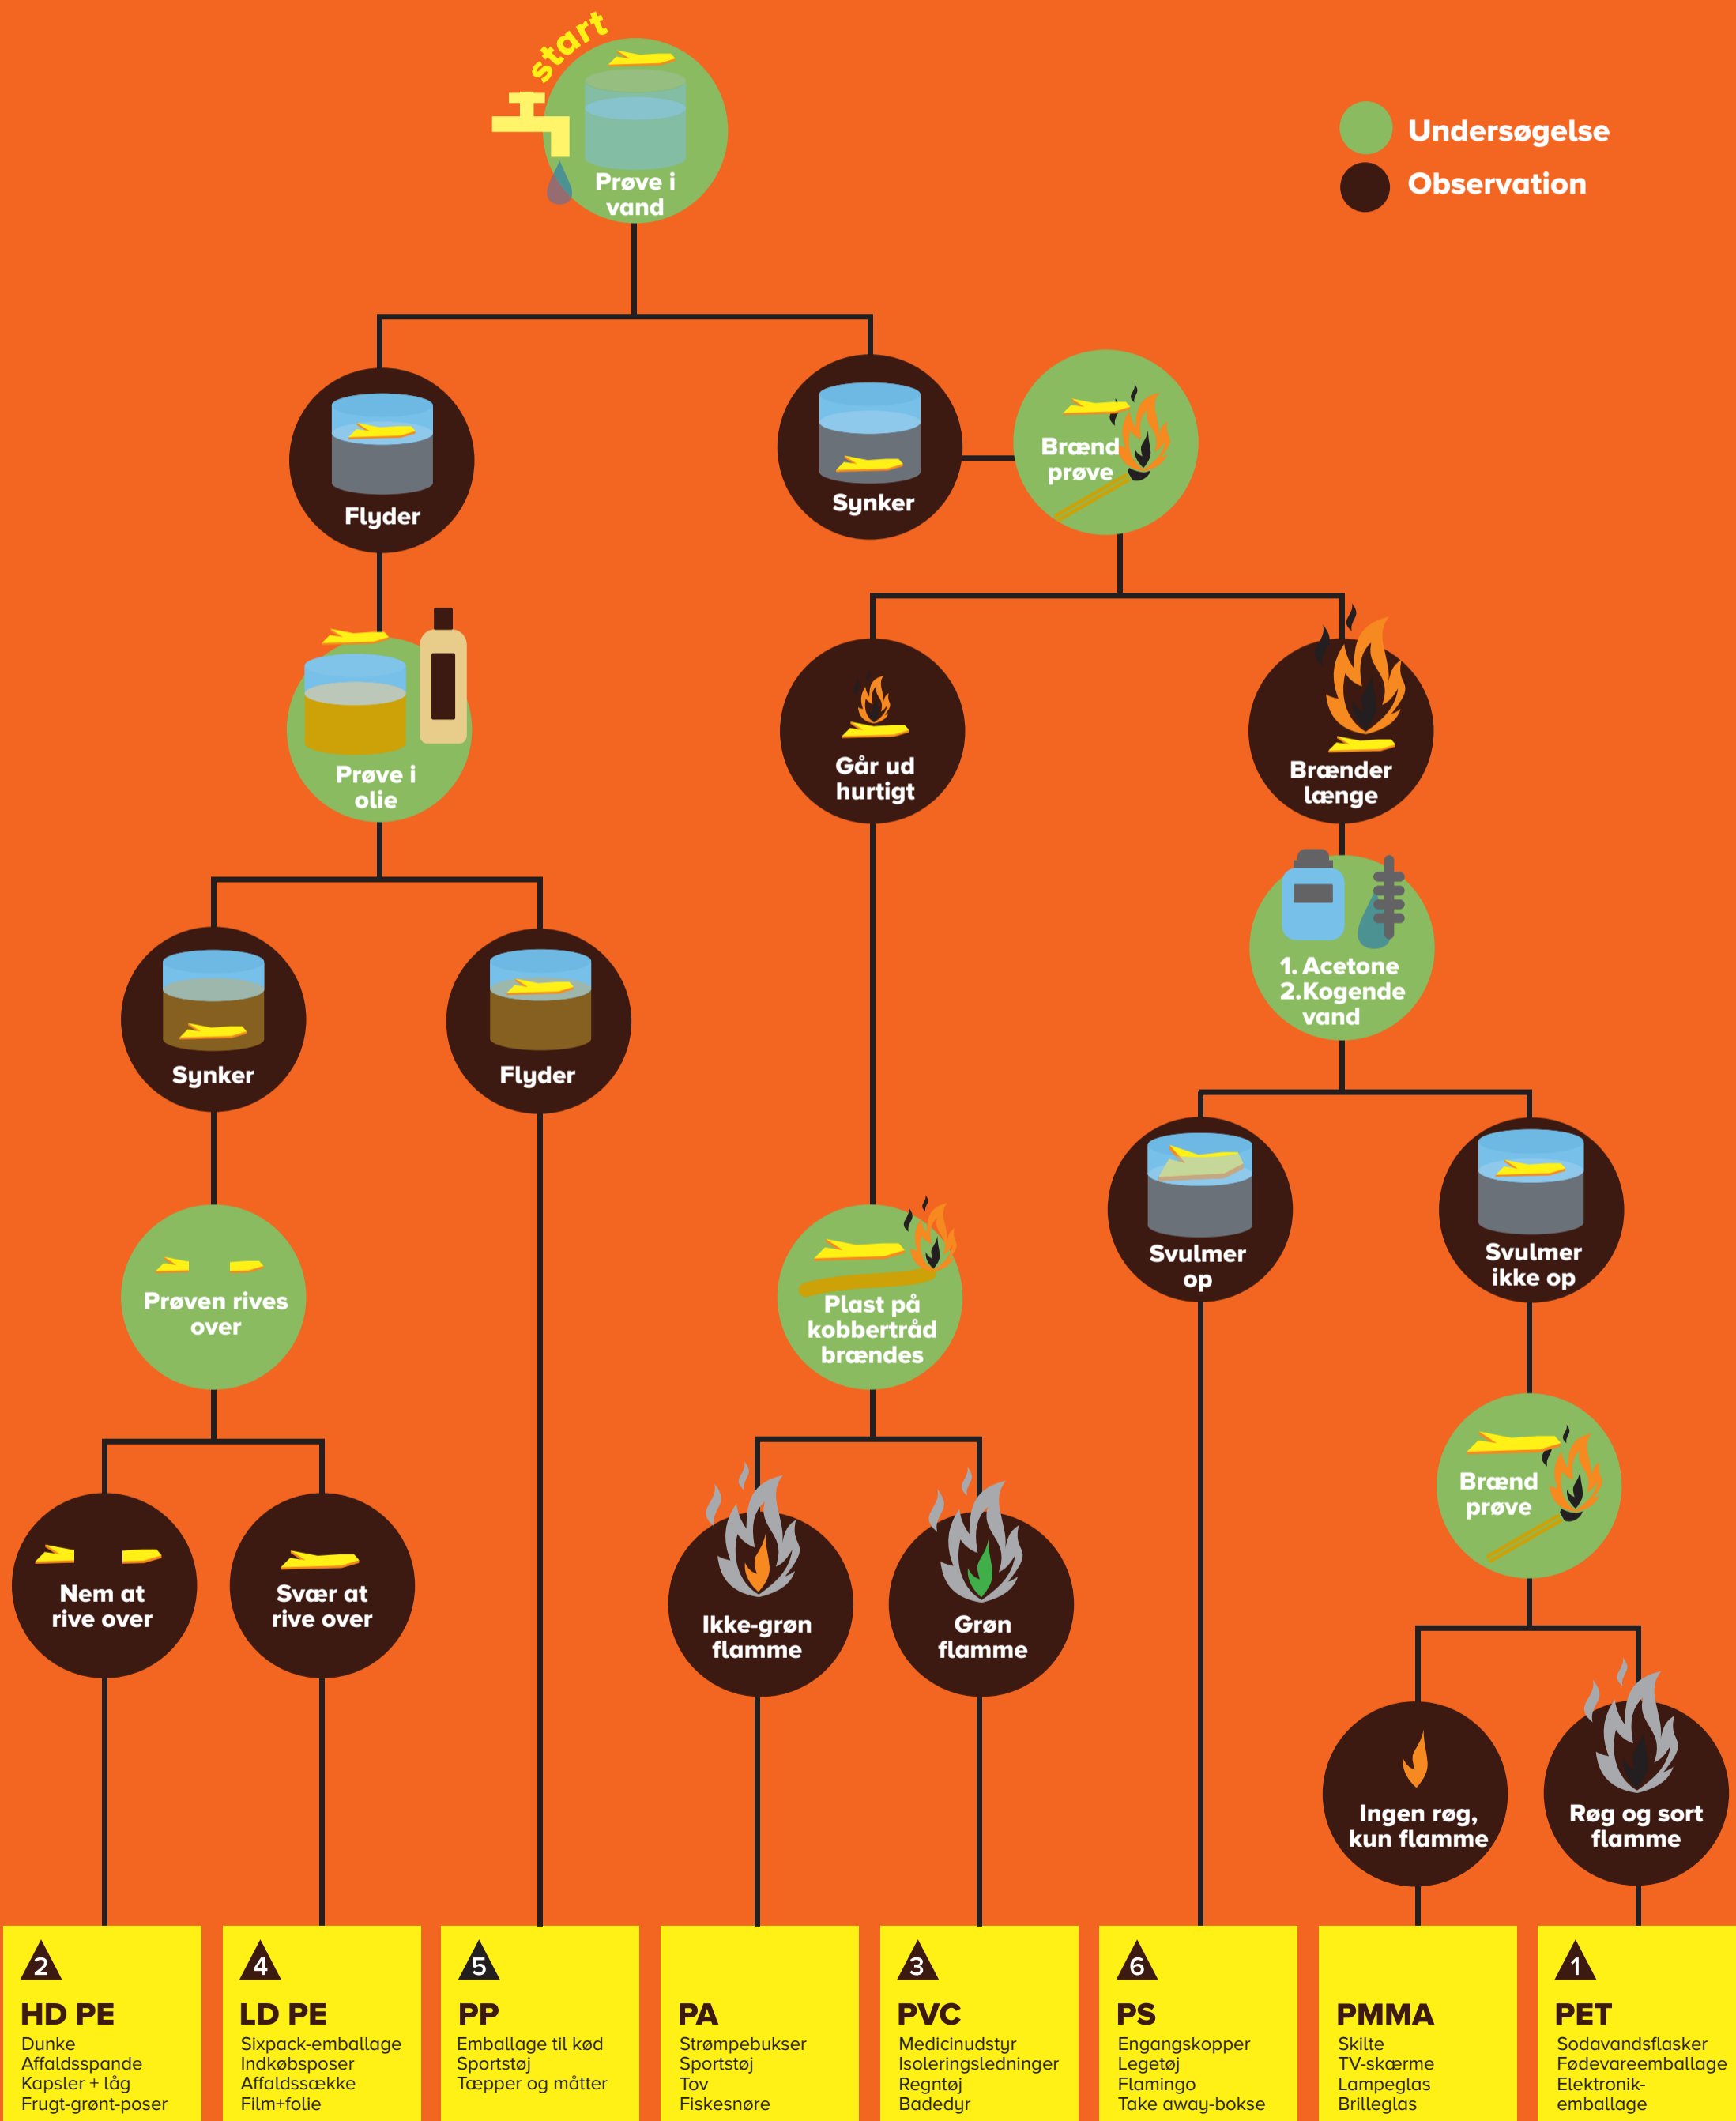 start
Prøve i
vand
Undersøgelse
Observation
Flyder
Synker
Brænd
prøve
Prøve i
olie
Går ud
hurtigt
Brænder
længe
1. Acetone
2.Kogende
vand
Synker
Flyder
Svulmer
op
Svulmer
ikke op
Prøven rives
over
Plast på
kobbertråd
brændes
Brænd
prøve
Nem at
rive over
Svær at
rive over
Ikke-grøn
flamme
Grøn
flamme
Ingen røg,
kun flamme
Røg og sort
flamme
2
HD PE
Dunke
Affaldsspande
Kapsler + låg
Frugt-grønt-poser
4
LD PE
Sixpack-emballage
Indkøbsposer
Affaldssække
Film+folie
5
PP
Emballage til kød
Sportstøj
Tæpper og måtter
PA
Strømpebukser
Sportstøj
Tov
Fiskesnøre
3
PVC
Medicinudstyr
Isoleringsledninger
Regntøj
Badedyr
6
PS
Engangskopper
Legetøj
Flamingo
Take away-bokse
PMMA
Skilte
TV-skærme
Lampeglas
Brilleglas
1
PET
Sodavandsflasker
Fødevareemballage
Elektronik-
emballage